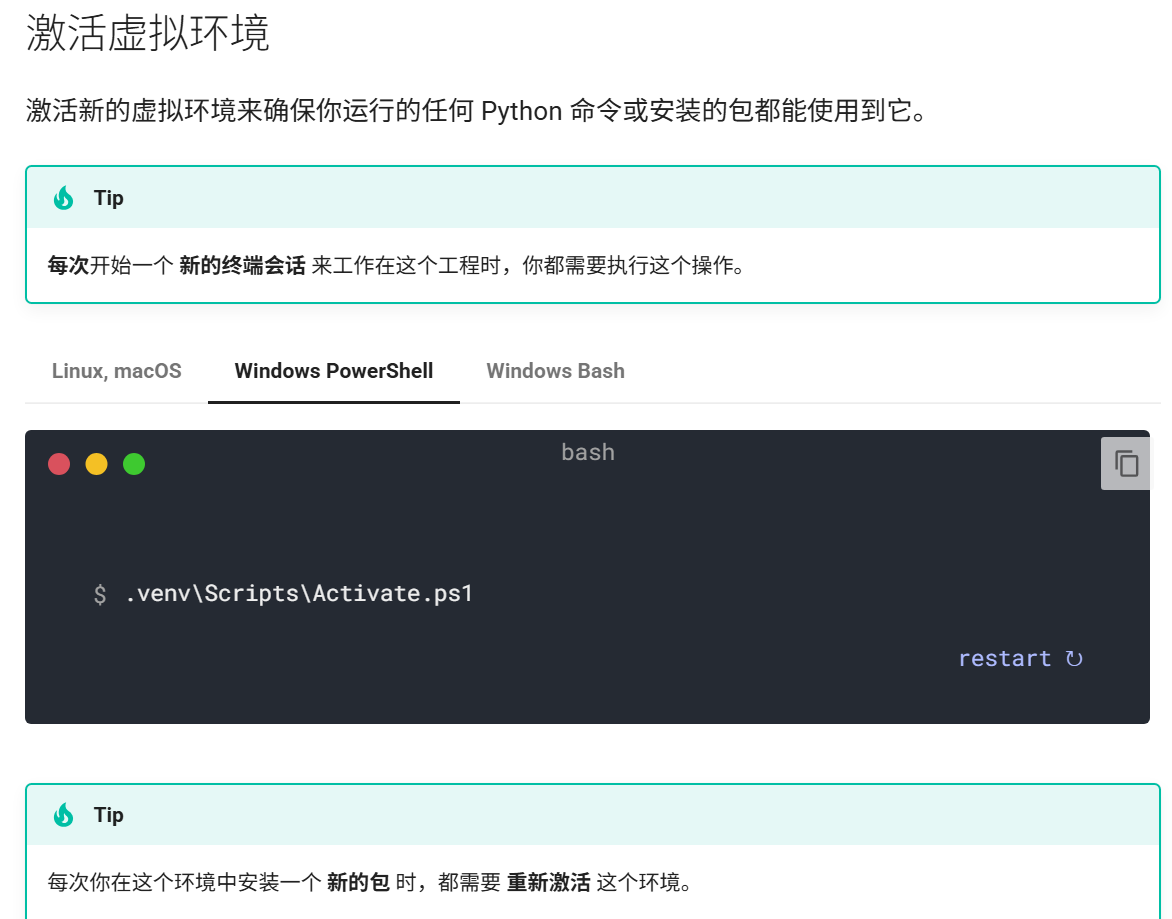 激活虚拟环境
激活新的虚拟环境来确保你运行的任何 Python 命令或安装的包都能使用到它。
Tip
每次开始一个 新的终端会话 来工作在这个工程时，你都需要执行这个操作。
Linux, macOS Windows PowerShell Windows Bash
bash
$ .venv\Scripts\Activate.ps1
restart ↻
Tip
每次你在这个环境中安装一个 新的包 时，都需要 重新激活 这个环境。